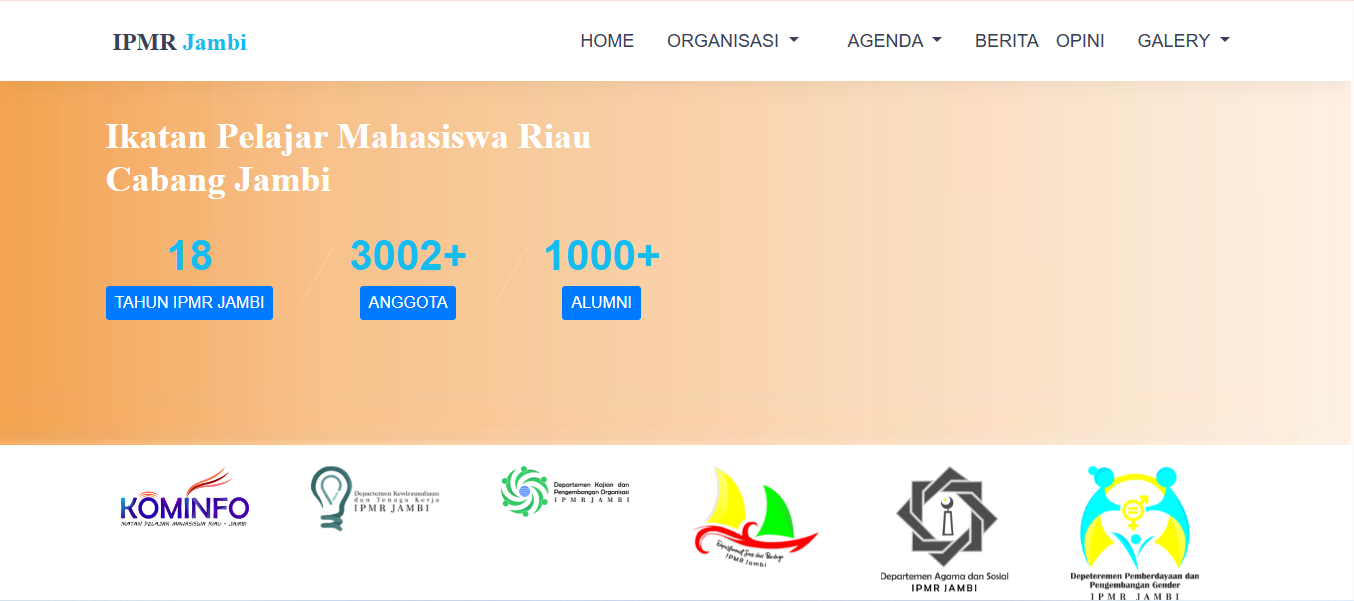 IPMR Jambi
HOME ORGANISASI AGENDA BERITA OPINI GALERY
Ikatan Pelajar Mahasiswa Riau
Cabang Jambi
18 3002+ 1000+
TAHUN IPMR JAMBI ANGGOTA ALUMNI
KOMINFO
IKATAN PELAJAR MAHASISWA RIAU - JAMBI
Departemen Kewirausahaan
dan Tenaga Kerja
IPMR JAMBI
Departemen Kajian dan
Pengembangan Organisasi
IPMR JAMBI
Departement Seni dan Budaya
IPMR Jambi
Departemen Agama dan Sosial
IPMR JAMBI
Depeteremen Pemberdayaan dan
Pengembangan Gender
IPMR JAMBI